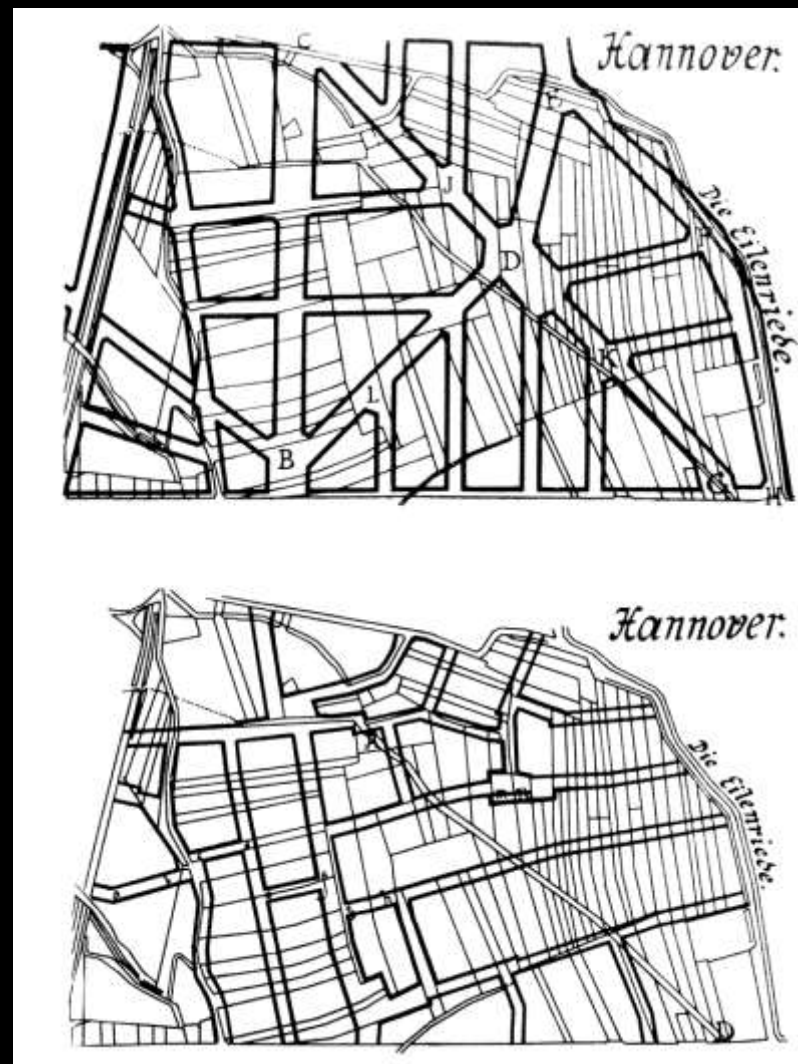 C
Hannover.
F
J
Die Eilenriede.
D
K
L
B
G
H
Hannover.
Die Eilenriede.